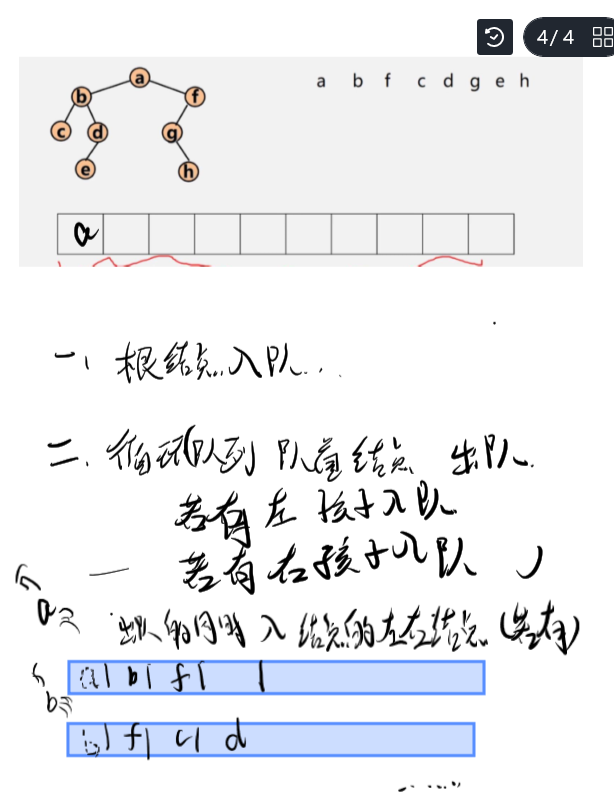 4/4
a b f c d g e h
a
b f
c d g
e h
a
一、根结点入队...
二、循环(队列队首结点 出队.
若有左孩子入队
一 若有右孩子入队 )
a 出队的同时入结点的左右结点(若有)
a | b | f | |
b
b | f | c | d
......